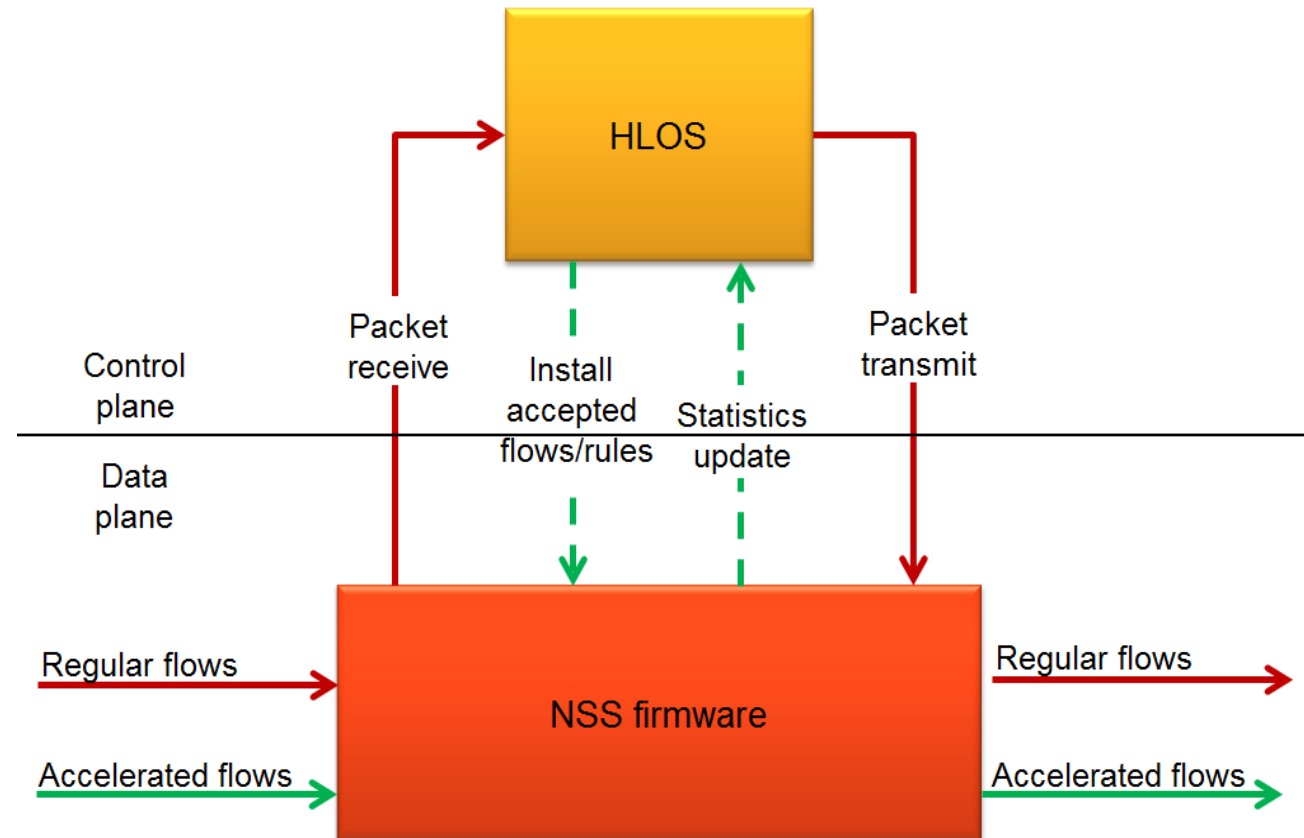 HLOS
Packet
receive
Packet
transmit
Control
plane
Install
accepted
flows/rules
Statistics
update
Data
plane
Regular flows
Regular flows
NSS firmware
Accelerated flows
Accelerated flows